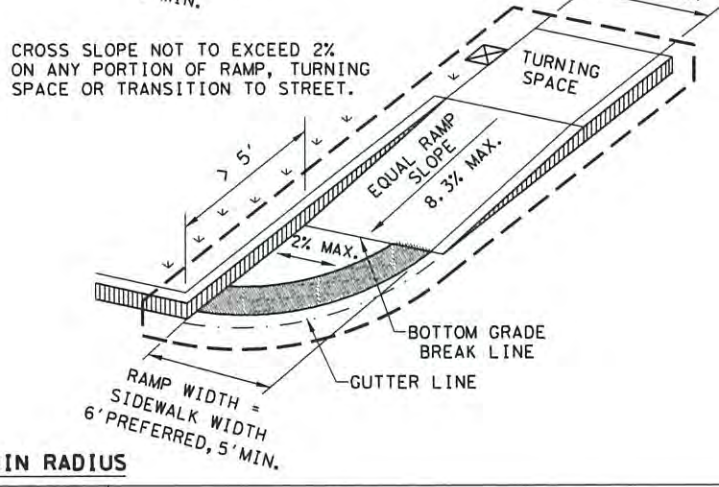 MIN.
CROSS SLOPE NOT TO EXCEED 2%
ON ANY PORTION OF RAMP, TURNING
SPACE OR TRANSITION TO STREET.
TURNING
SPACE
> 5'
EQUAL RAMP
SLOPE
8.3% MAX.
2% MAX.
BOTTOM GRADE
BREAK LINE
GUTTER LINE
RAMP WIDTH =
SIDEWALK WIDTH
6' PREFERRED, 5' MIN.
IN RADIUS